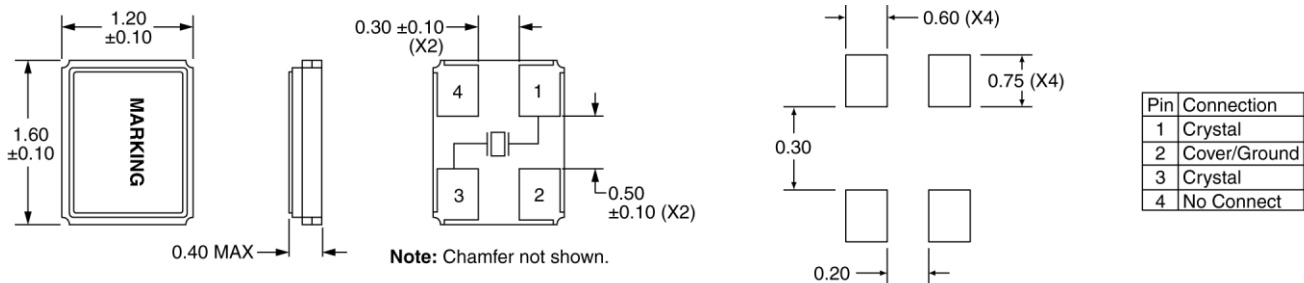 1.20
±0.10
1.60
±0.10
MARKING
0.40 MAX
0.30 ±0.10
(X2)
4
1
3
2
0.50
±0.10 (X2)
Note: Chamfer not shown.
0.60 (X4)
0.75 (X4)
0.30
0.20
Pin Connection
1 Crystal
2 Cover/Ground
3 Crystal
4 No Connect